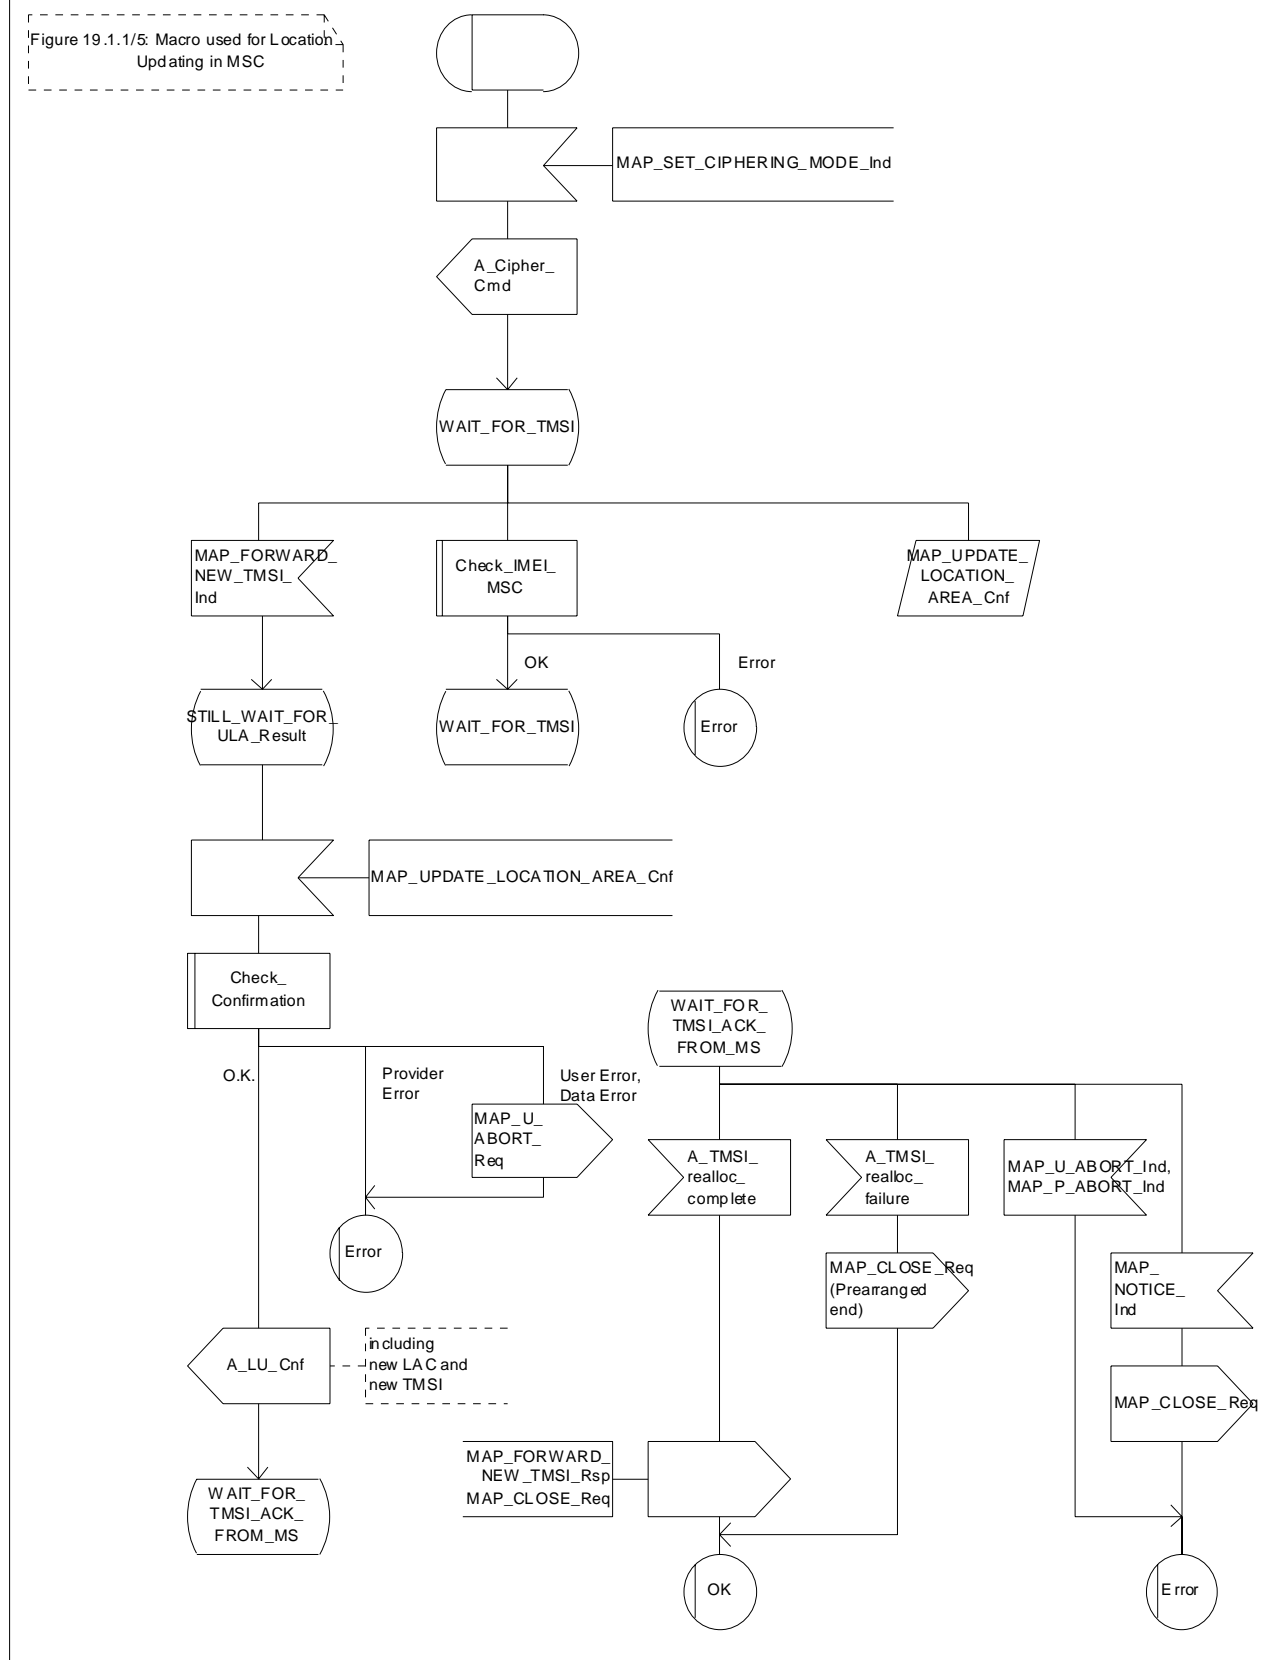 Figure 19.1.1/5: Macro used for Location
Updating in MSC
MAP_SET_CIPHERING_MODE_Ind
A_Cipher_
Cmd
WAIT_FOR_TMSI
MAP_FORWARD_
NEW_TMSI_
Ind
Check_IMEI_
MSC
MAP_UPDATE_
LOCATION_
AREA_Cnf
OK
Error
STILL_WAIT_FOR_
ULA_Result
WAIT_FOR_TMSI
Error
MAP_UPDATE_LOCATION_AREA_Cnf
Check_
Confirmation
O.K.
Provider
Error
User Error,
Data Error
MAP_U_
ABORT_
Req
Error
A_LU_Cnf
including
new LAC and
new TMSI
WAIT_FOR_
TMSI_ACK_
FROM_MS
WAIT_FOR_
TMSI_ACK_
FROM_MS
A_TMSI_
realloc_
complete
A_TMSI_
realloc_
failure
MAP_U_ABORT_Ind,
MAP_P_ABORT_Ind
MAP_CLOSE_Req
(Prearranged
end)
MAP_
NOTICE_
Ind
MAP_CLOSE_Req
MAP_FORWARD_
NEW_TMSI_Rsp
MAP_CLOSE_Req
OK
Error